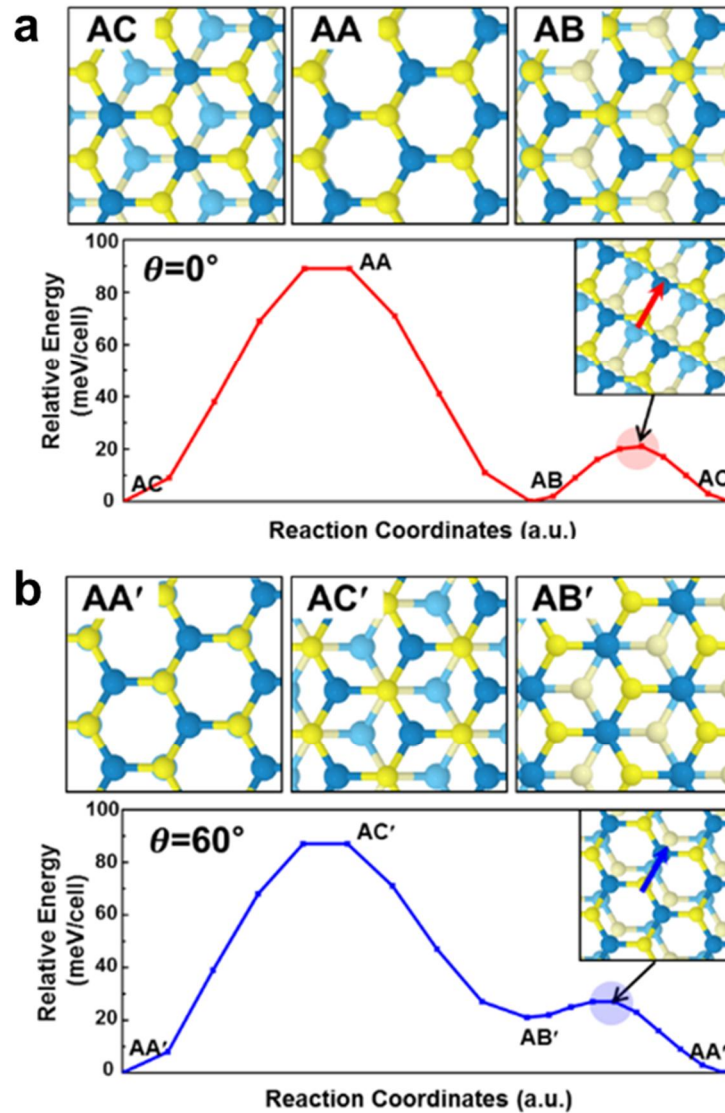 a
AC AA AB
100
80
60
40
20
0
Relative Energy
(meV/cell)
θ=0°
AC
AA
AB
AC
Reaction Coordinates (a.u.)
b
AA′ AC′ AB′
100
80
60
40
20
0
Relative Energy
(meV/cell)
θ=60°
AA′
AC′
AB′
AA′
Reaction Coordinates (a.u.)